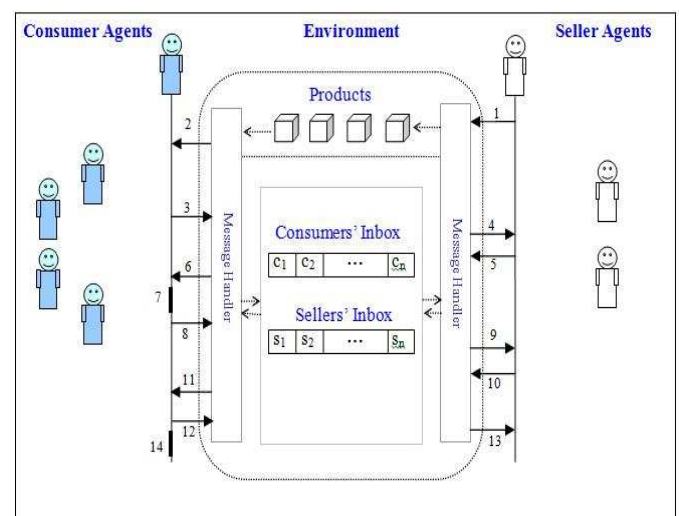 Consumer Agents Environment Seller Agents
Products
1
2
3
4
5
6
7
8
9
10
11
12
13
14
Message Handler
Message Handler
Consumers' Inbox
C1 C2 ... Cn
Sellers' Inbox
S1 S2 ... Sn